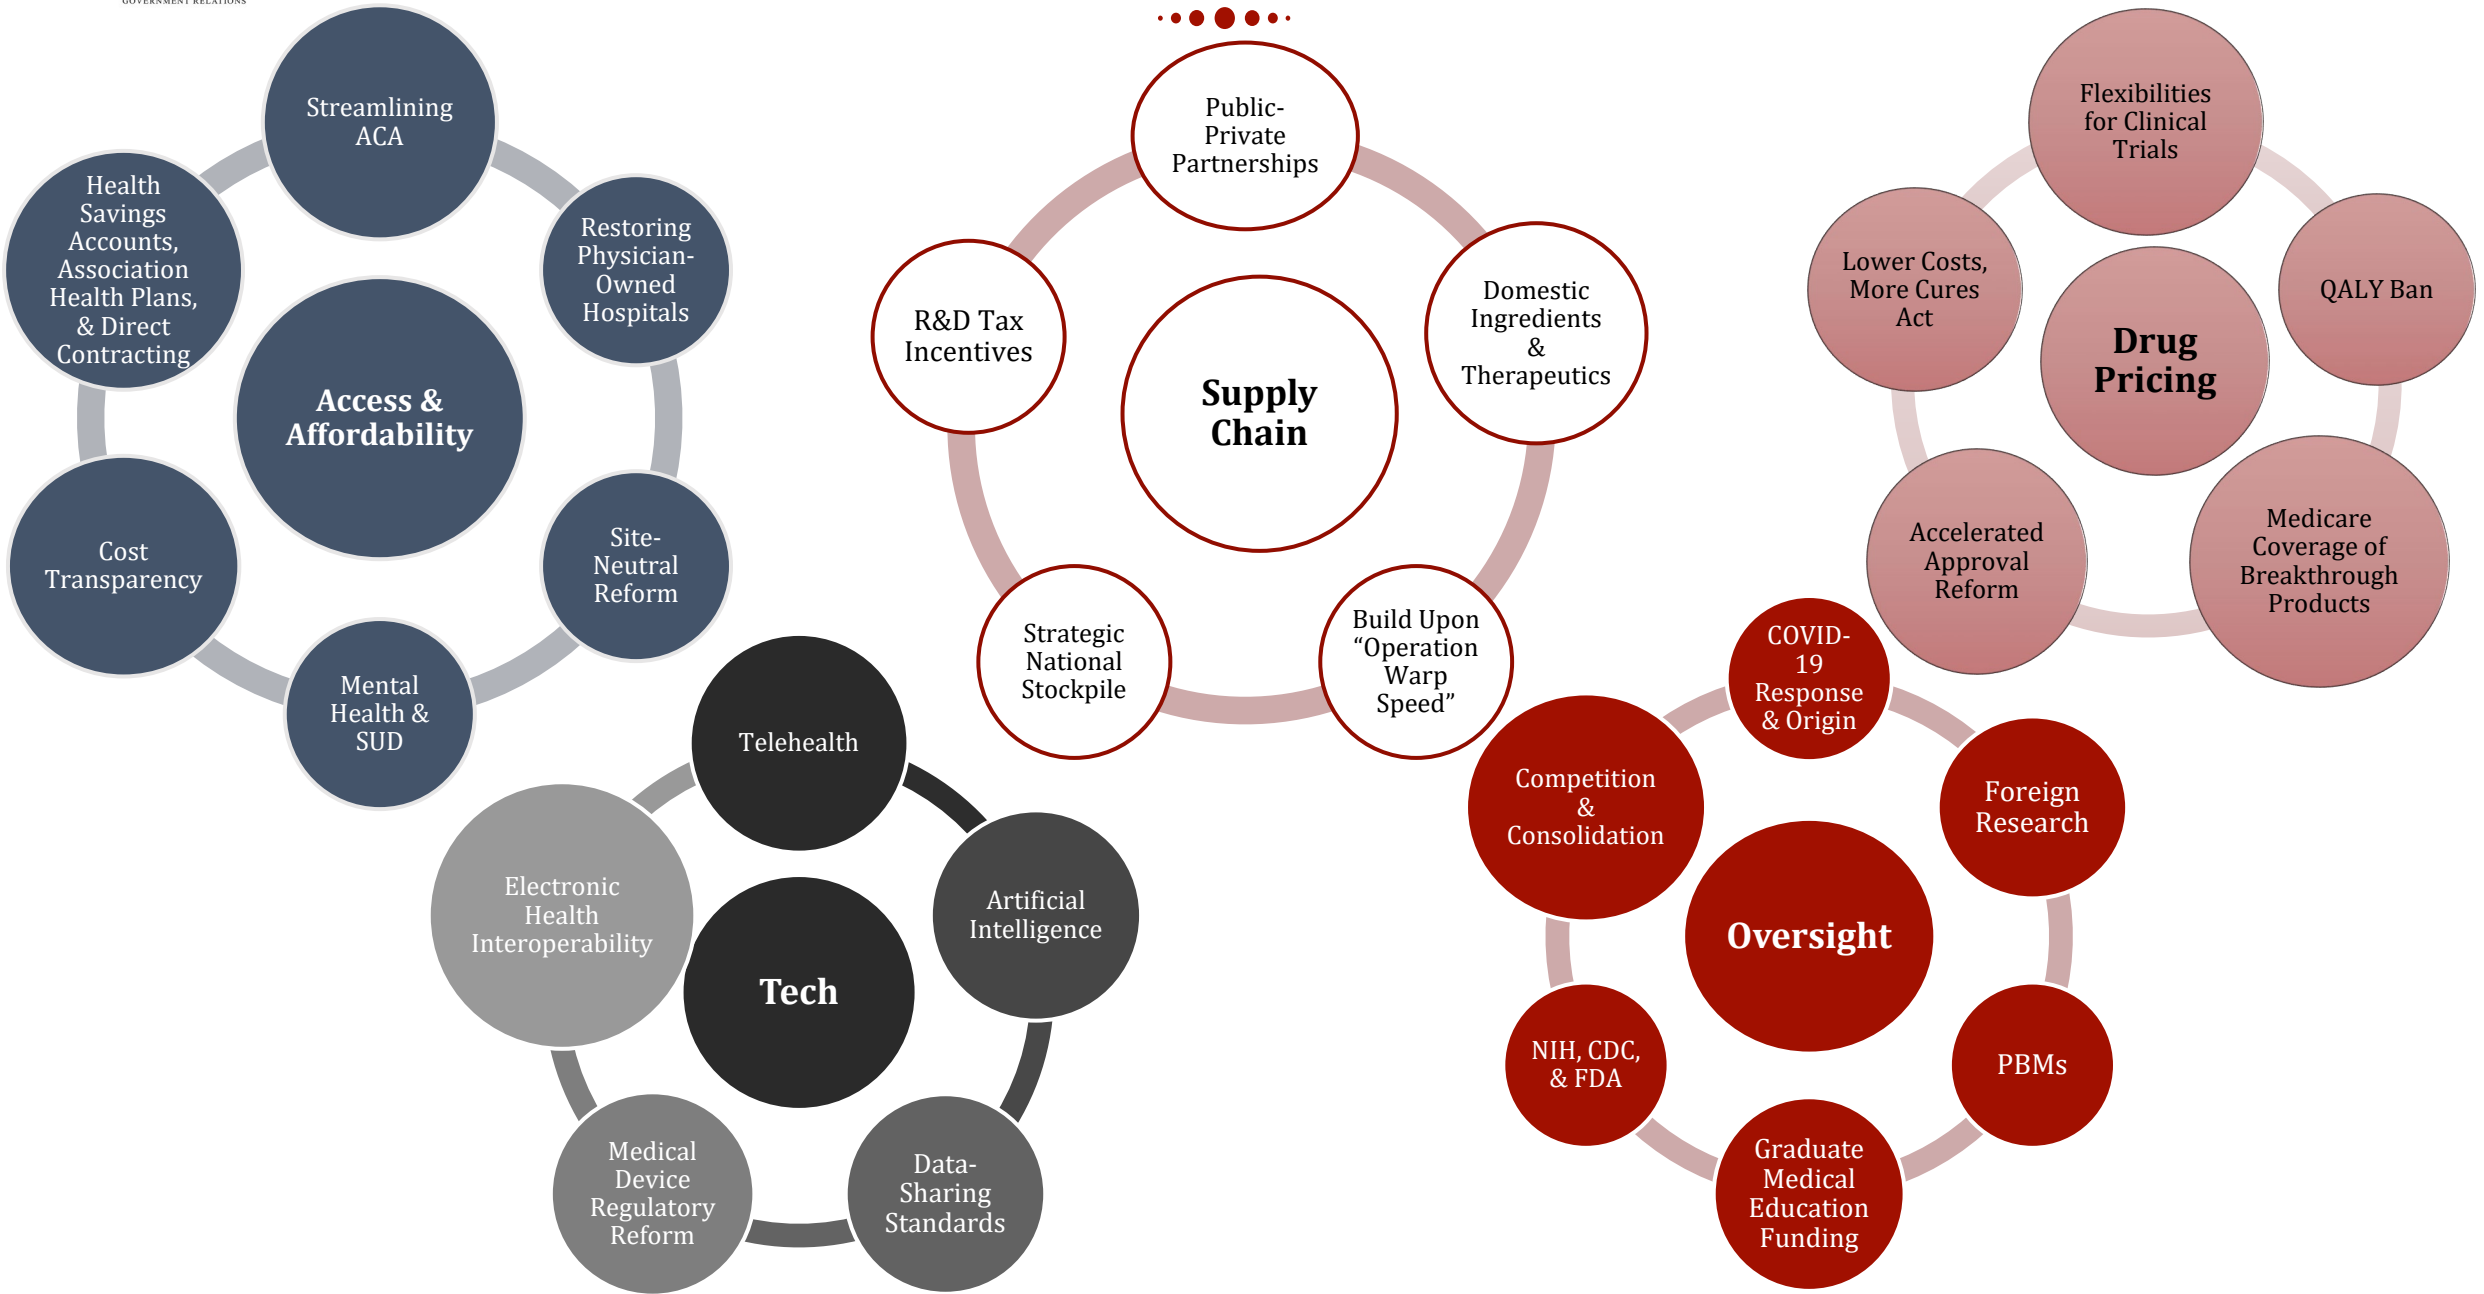 GOVERNMENT RELATIONS
Streamlining
ACA
Health
Savings
Accounts,
Association
Health Plans,
& Direct
Contracting
Restoring
Physician-
Owned
Hospitals
Access &
Affordability
Cost
Transparency
Site-
Neutral
Reform
Mental
Health &
SUD
Public-
Private
Partnerships
R&D Tax
Incentives
Domestic
Ingredients
&
Therapeutics
Supply
Chain
Strategic
National
Stockpile
Build Upon
“Operation
Warp
Speed”
Flexibilities
for Clinical
Trials
Lower Costs,
More Cures
Act
QALY Ban
Drug
Pricing
Accelerated
Approval
Reform
Medicare
Coverage of
Breakthrough
Products
Telehealth
Electronic
Health
Interoperability
Artificial
Intelligence
Tech
Medical
Device
Regulatory
Reform
Data-
Sharing
Standards
COVID-
19
Response
& Origin
Competition
&
Consolidation
Foreign
Research
Oversight
NIH, CDC,
& FDA
PBMs
Graduate
Medical
Education
Funding